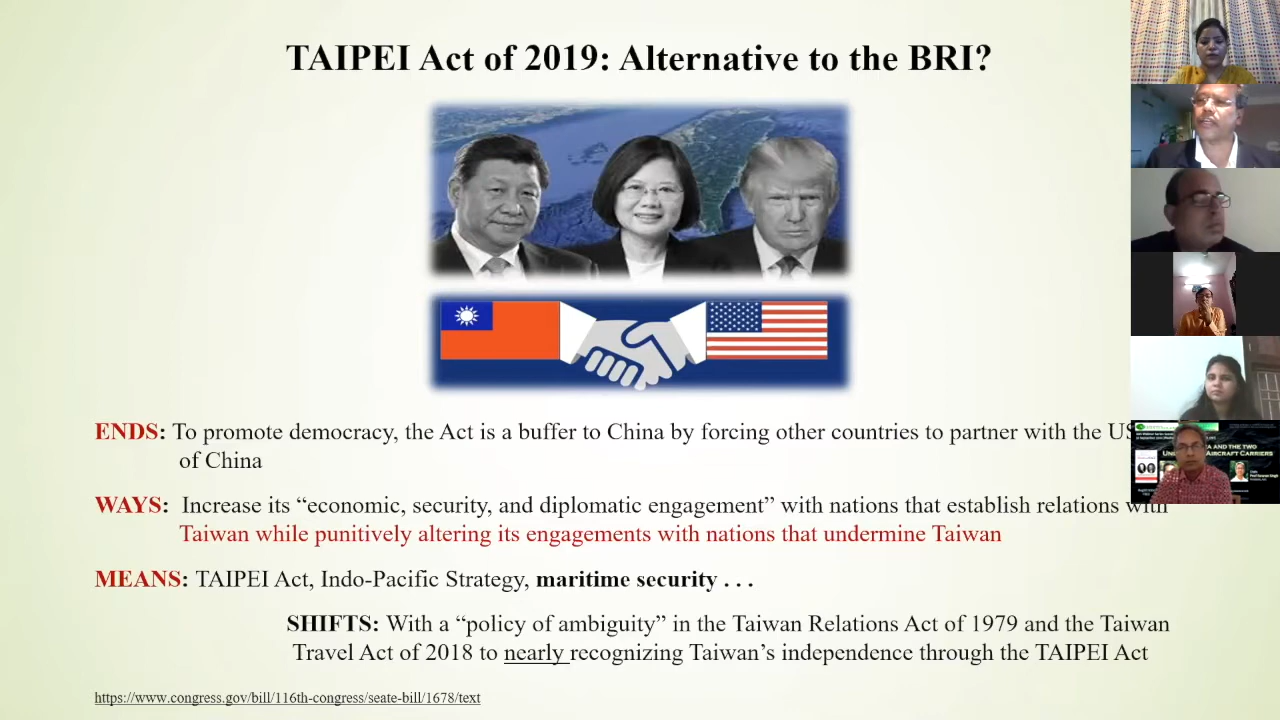 TAIPEI Act of 2019: Alternative to the BRI?
ENDS: To promote democracy, the Act is a buffer to China by forcing other countries to partner with the US
of China
WAYS: Increase its “economic, security, and diplomatic engagement” with nations that establish relations with
Taiwan while punitively altering its engagements with nations that undermine Taiwan
MEANS: TAIPEI Act, Indo-Pacific Strategy, maritime security . . .
SHIFTS: With a “policy of ambiguity” in the Taiwan Relations Act of 1979 and the Taiwan
Travel Act of 2018 to nearly recognizing Taiwan’s independence through the TAIPEI Act
https://www.congress.gov/bill/116th-congress/seate-bill/1678/text
AND THE TWO
AIRCRAFT CARRIERS